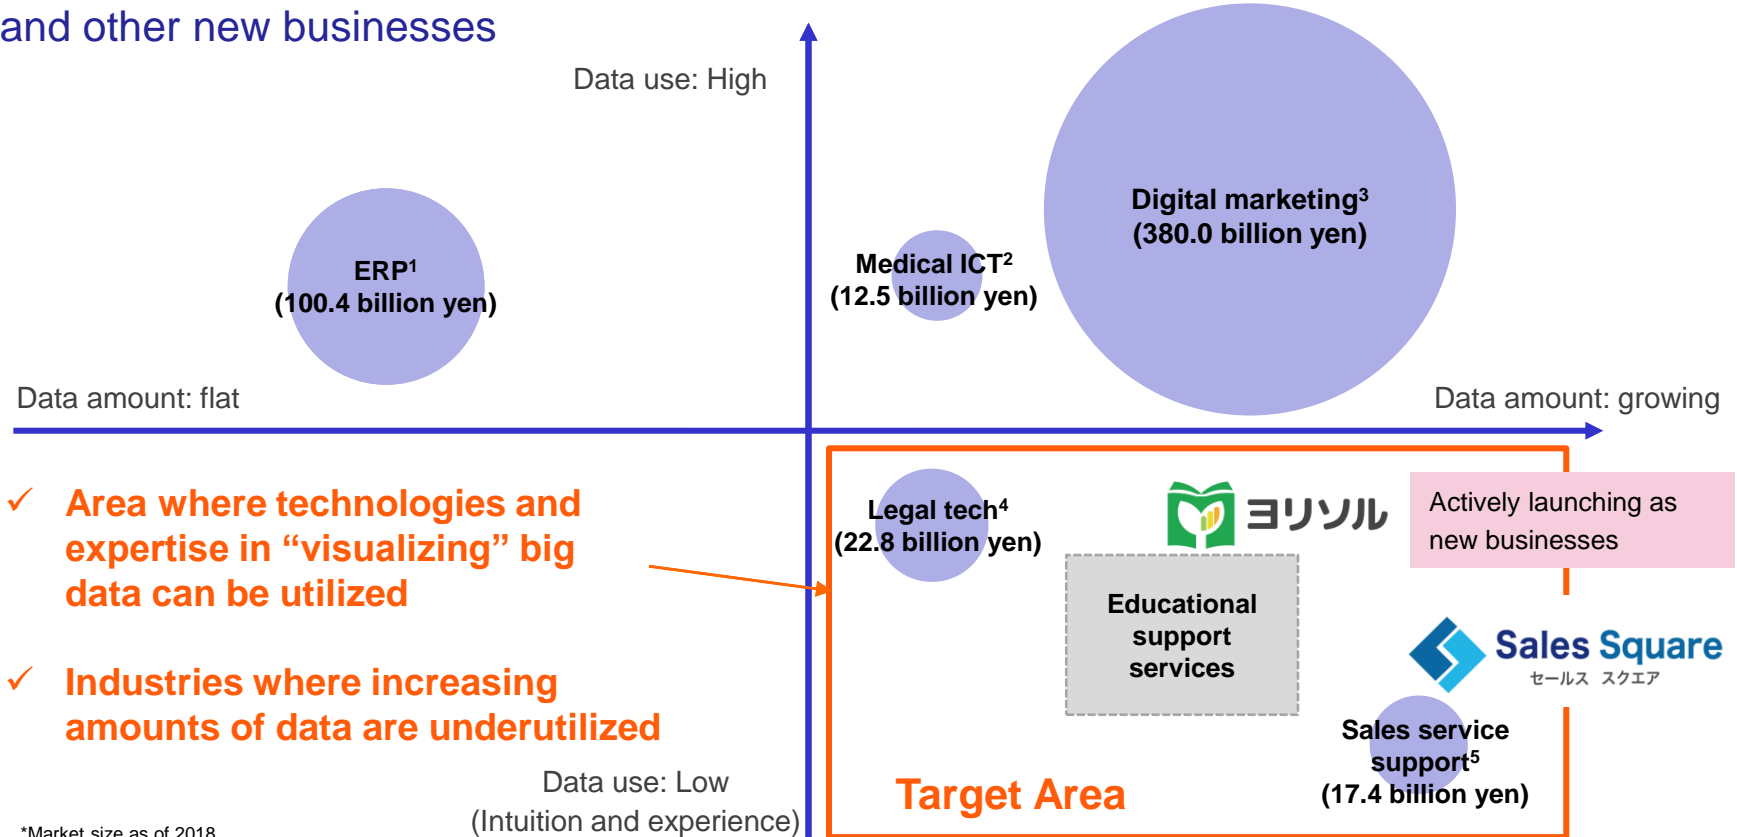 and other new businesses
Data use: High
Digital marketing³
(380.0 billion yen)
ERP¹
(100.4 billion yen)
Medical ICT²
(12.5 billion yen)
Data amount: flat
Data amount: growing
✓ Area where technologies and
expertise in “visualizing” big
data can be utilized
✓ Industries where increasing
amounts of data are underutilized
Legal tech⁴
(22.8 billion yen)
ヨリソル
Actively launching as
new businesses
Educational
support
services
Sales Square
セールス スクエア
Sales service
support⁵
(17.4 billion yen)
Target Area
Data use: Low
(Intuition and experience)
*Market size as of 2018